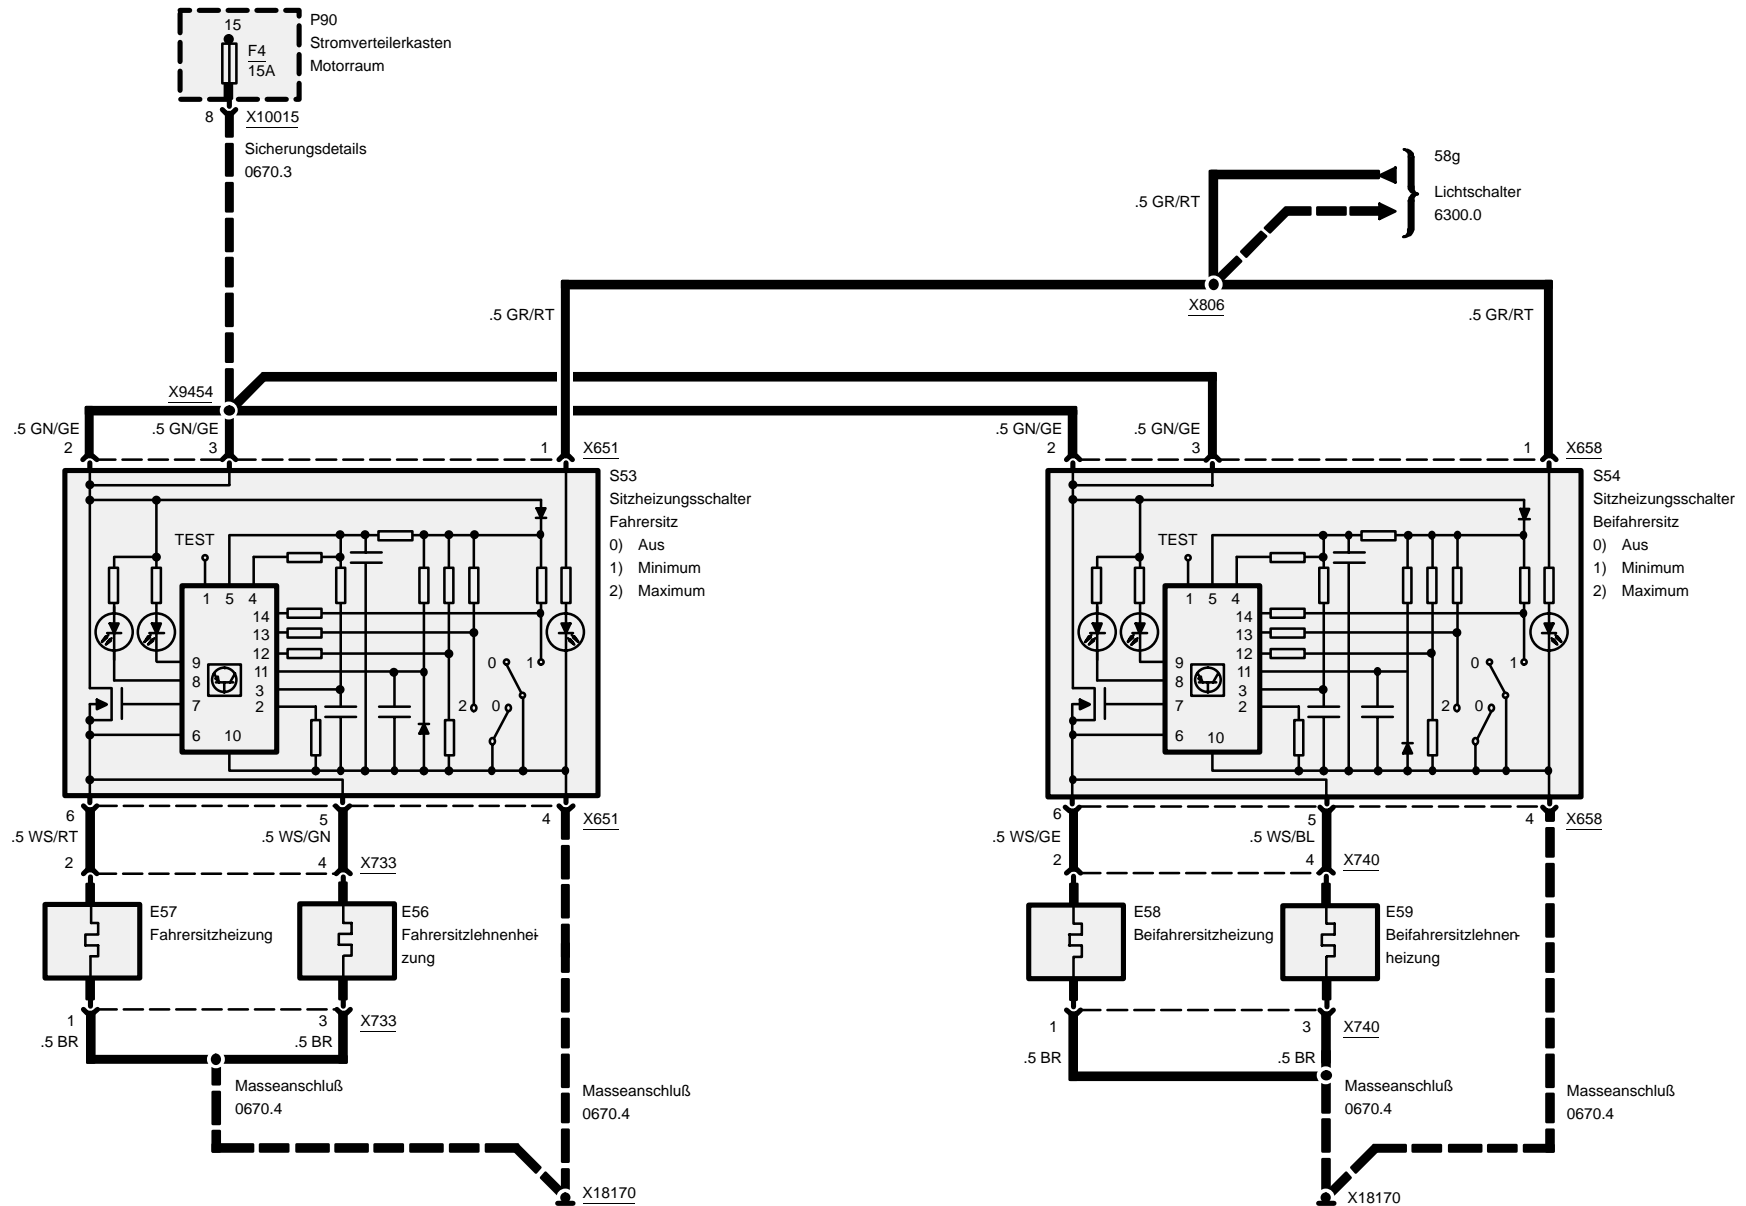 15
F4
15A
P90
Stromverteilerkasten
Motorraum
8
X10015
Sicherungsdetails
0670.3
58g
Lichtschalter
6300.0
.5 GR/RT
X806
.5 GR/RT
.5 GR/RT
X9454
.5 GN/GE
.5 GN/GE
.5 GN/GE
.5 GN/GE
2
3
1
X651
2
3
1
X658
S53
Sitzheizungsschalter
Fahrersitz
0) Aus
1) Minimum
2) Maximum
TEST
1 5 4
14
13
12
11
3
2
9
8
7
6
10
0
1
2
0
S54
Sitzheizungsschalter
Beifahrersitz
0) Aus
1) Minimum
2) Maximum
TEST
1 5 4
14
13
12
11
3
2
9
8
7
6
10
0
1
2
0
6
5
4
X651
.5 WS/RT
.5 WS/GN
2
4
X733
E57
Fahrersitzheizung
E56
Fahrersitzlehnenhei-
zung
1
3
X733
.5 BR
.5 BR
Masseanschluß
0670.4
Masseanschluß
0670.4
X18170
6
5
4
X658
.5 WS/GE
.5 WS/BL
2
4
X740
E58
Beifahrersitzheizung
E59
Beifahrersitzlehnen-
heizung
1
3
X740
.5 BR
.5 BR
Masseanschluß
0670.4
Masseanschluß
0670.4
X18170